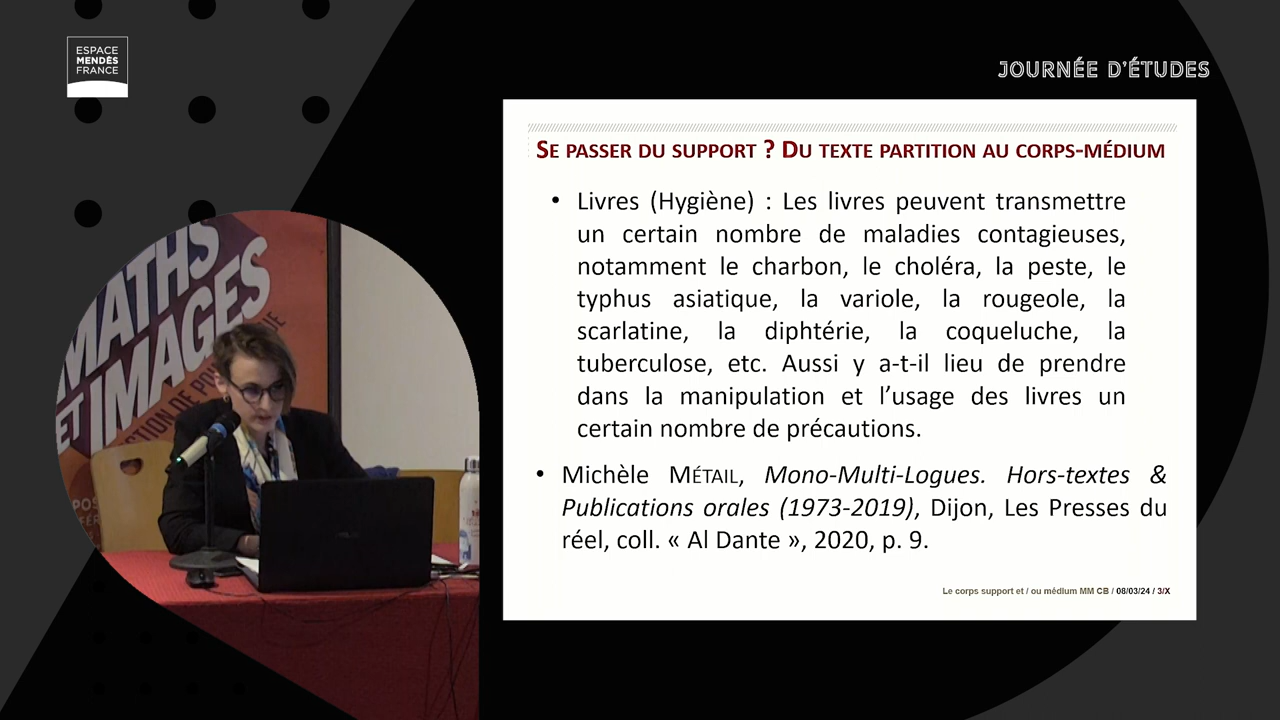 ESPACE
MENDÈS
FRANCE
JOURNÉE D'ÉTUDES
SE PASSER DU SUPPORT ? DU TEXTE PARTITION AU CORPS-MÉDIUM
• Livres (Hygiène) : Les livres peuvent transmettre
un certain nombre de maladies contagieuses,
notamment le charbon, le choléra, la peste, le
typhus asiatique, la variole, la rougeole, la
scarlatine, la diphtérie, la coqueluche, la
tuberculose, etc. Aussi y a-t-il lieu de prendre
dans la manipulation et l’usage des livres un
certain nombre de précautions.
• Michèle MÉTAIL, Mono-Multi-Logues. Hors-textes &
Publications orales (1973-2019), Dijon, Les Presses du
réel, coll. « Al Dante », 2020, p. 9.
Le corps support et / ou médium MM CB / 08/03/24 / 3/X
MATHS
ET IMAGES